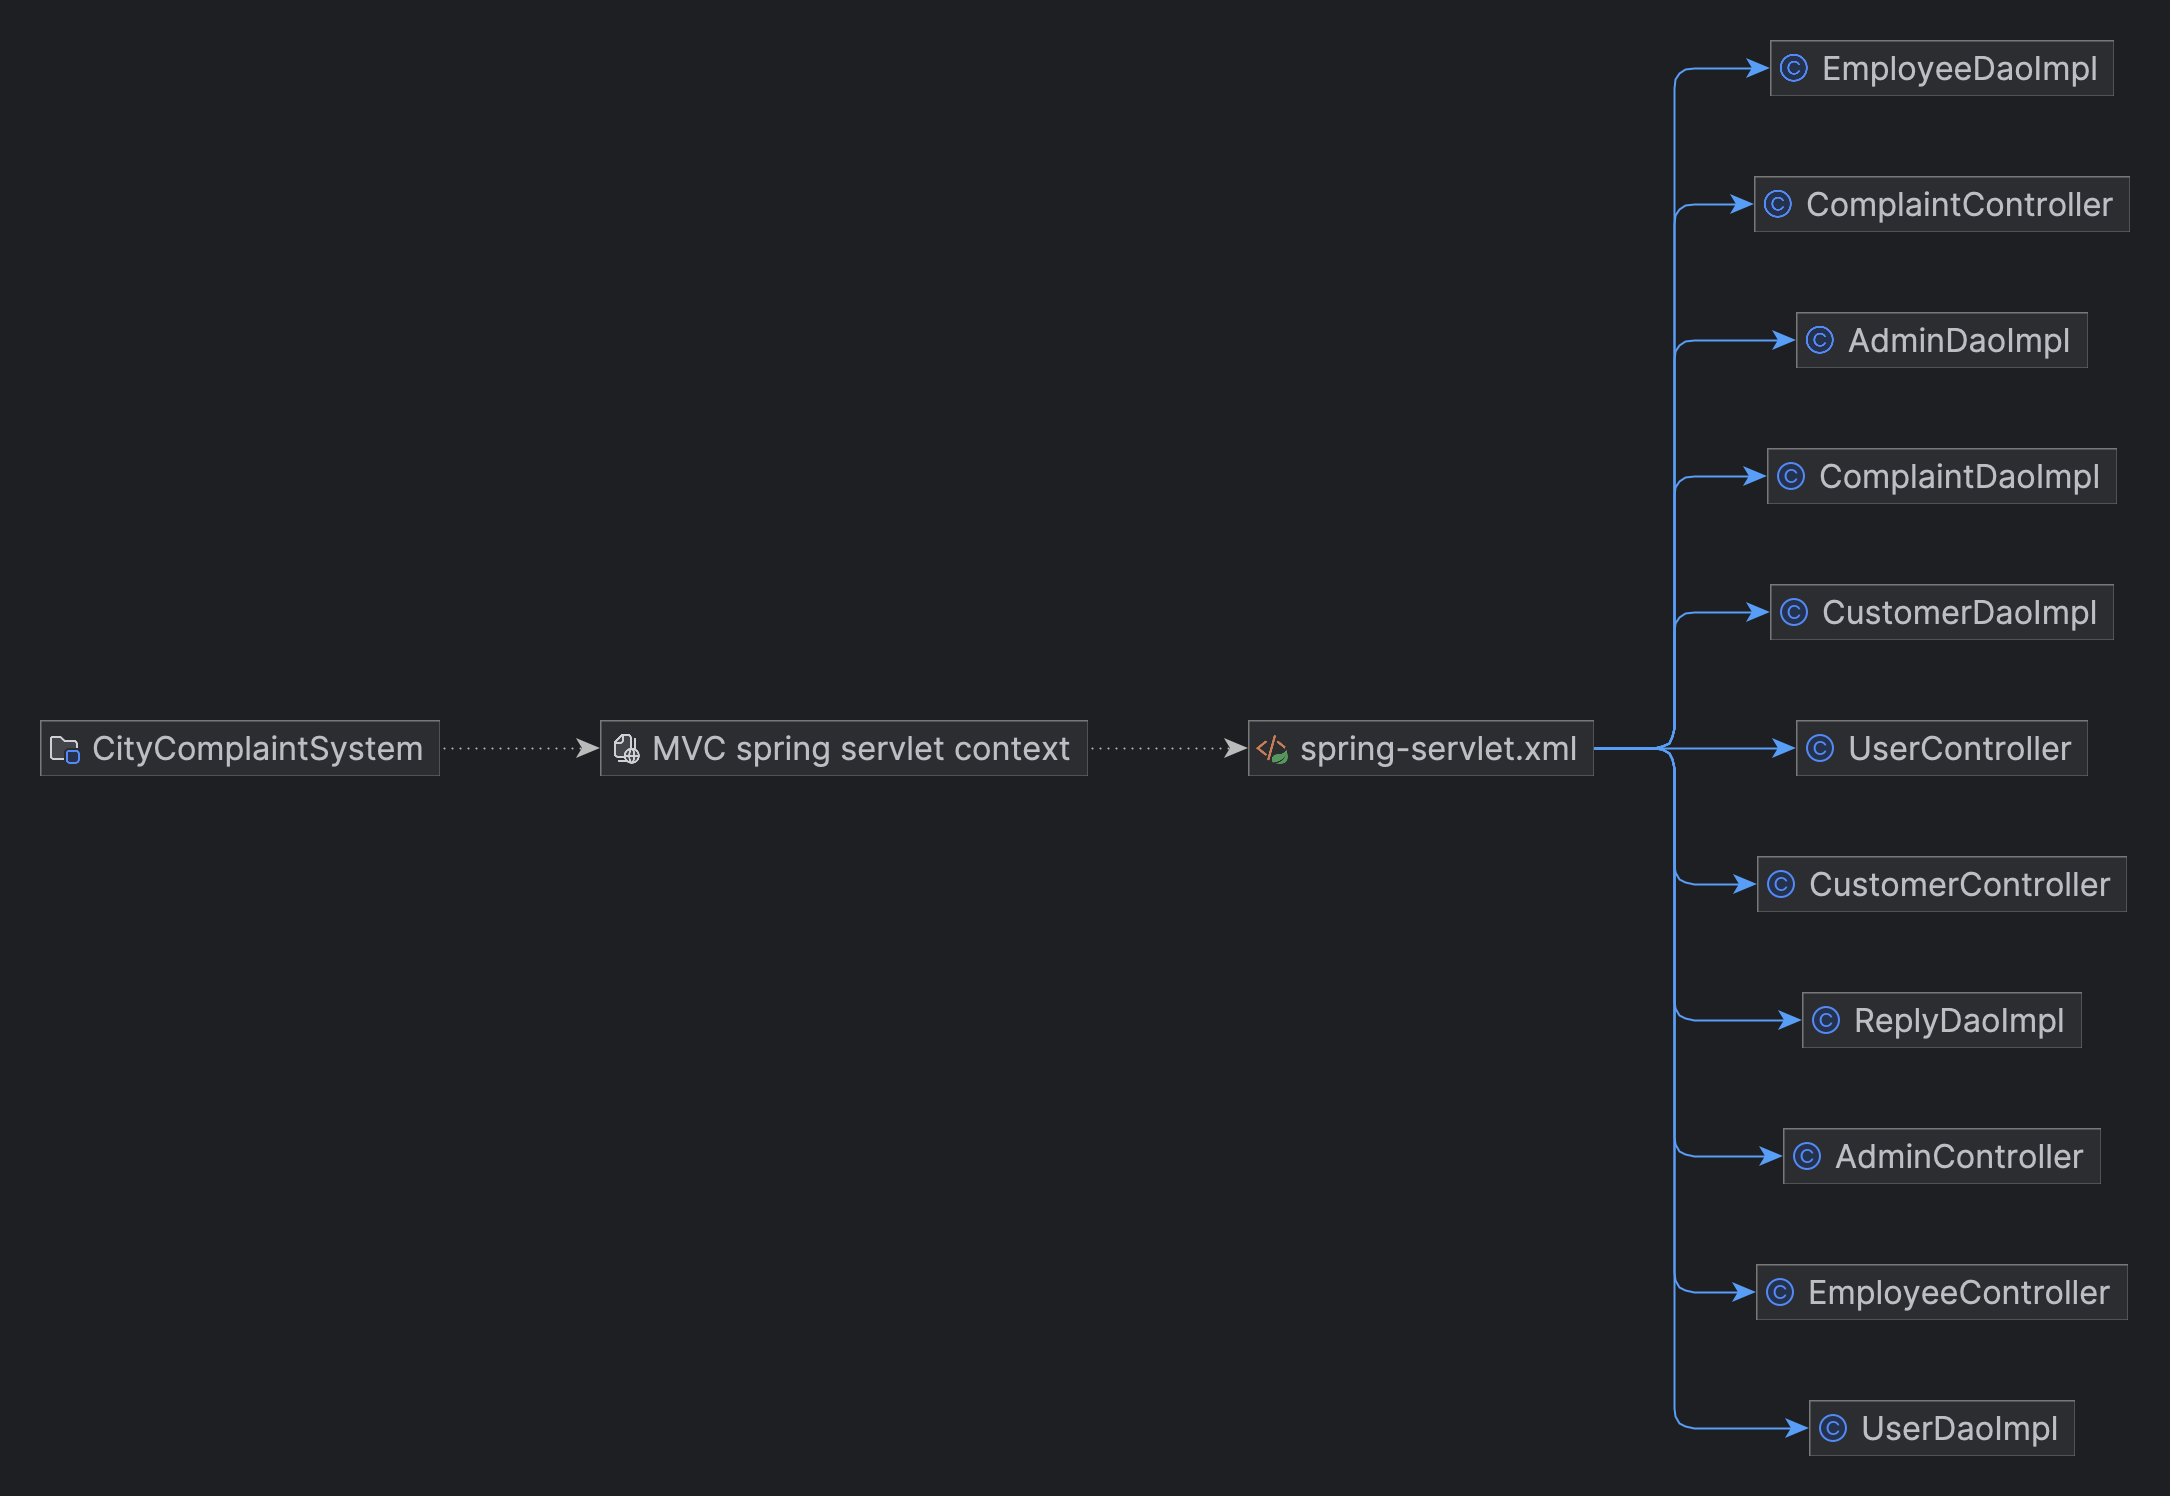 EmployeeDaoImpl
ComplaintController
AdminDaoImpl
ComplaintDaoImpl
CustomerDaoImpl
CityComplaintSystem
MVC spring servlet context
spring-servlet.xml
UserController
CustomerController
ReplyDaoImpl
AdminController
EmployeeController
UserDaoImpl